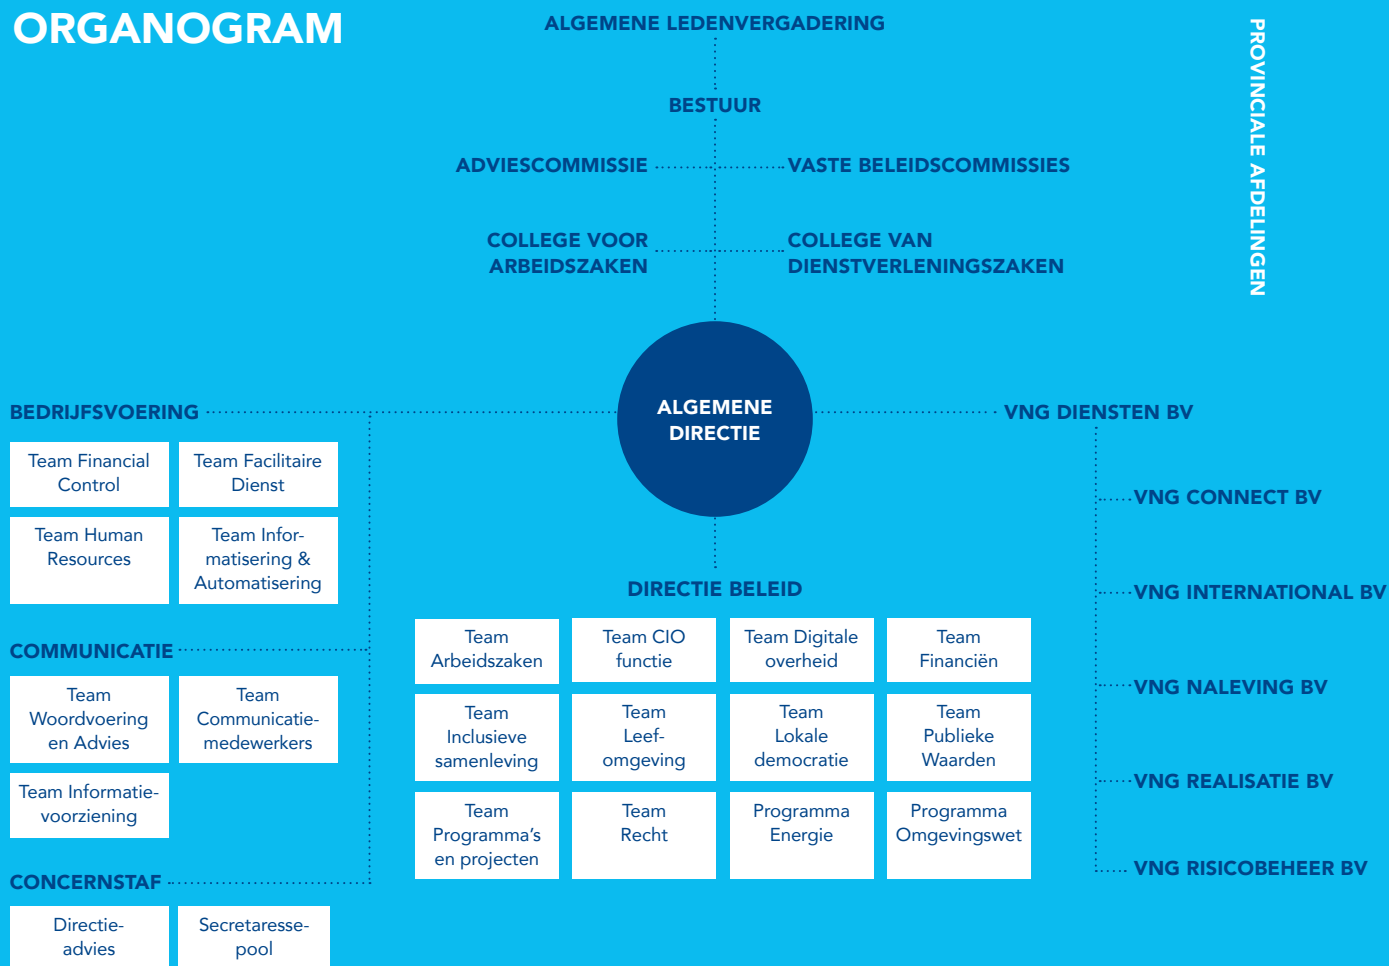 ORGANOGRAM
ALGEMENE LEDENVERGADERING
BESTUUR
ADVIESCOMMISSIE
VASTE BELEIDSCOMMISSIES
COLLEGE VOOR
ARBEIDSZAKEN
COLLEGE VAN
DIENSTVERLENINGSZAKEN
PROVINCIALE AFDELINGEN
ALGEMENE
DIRECTIE
BEDRIJFSVOERING
Team Financial
Control
Team Facilitaire
Dienst
Team Human
Resources
Team Infor-
matisering &
Automatisering
COMMUNICATIE
Team
Woordvoering
en Advies
Team
Communicatie-
medewerkers
Team Informatie-
voorziening
CONCERNSTAF
Directie-
advies
Secretaresse-
pool
DIRECTIE BELEID
Team
Arbeidszaken
Team CIO
functie
Team Digitale
overheid
Team
Financiën
Team
Inclusieve
samenleving
Team
Leef-
omgeving
Team
Lokale
democratie
Team
Publieke
Waarden
Team
Programma's
en projecten
Team
Recht
Programma
Energie
Programma
Omgevingswet
VNG DIENSTEN BV
VNG CONNECT BV
VNG INTERNATIONAL BV
VNG NALEVING BV
VNG REALISATIE BV
VNG RISICOBEHEER BV